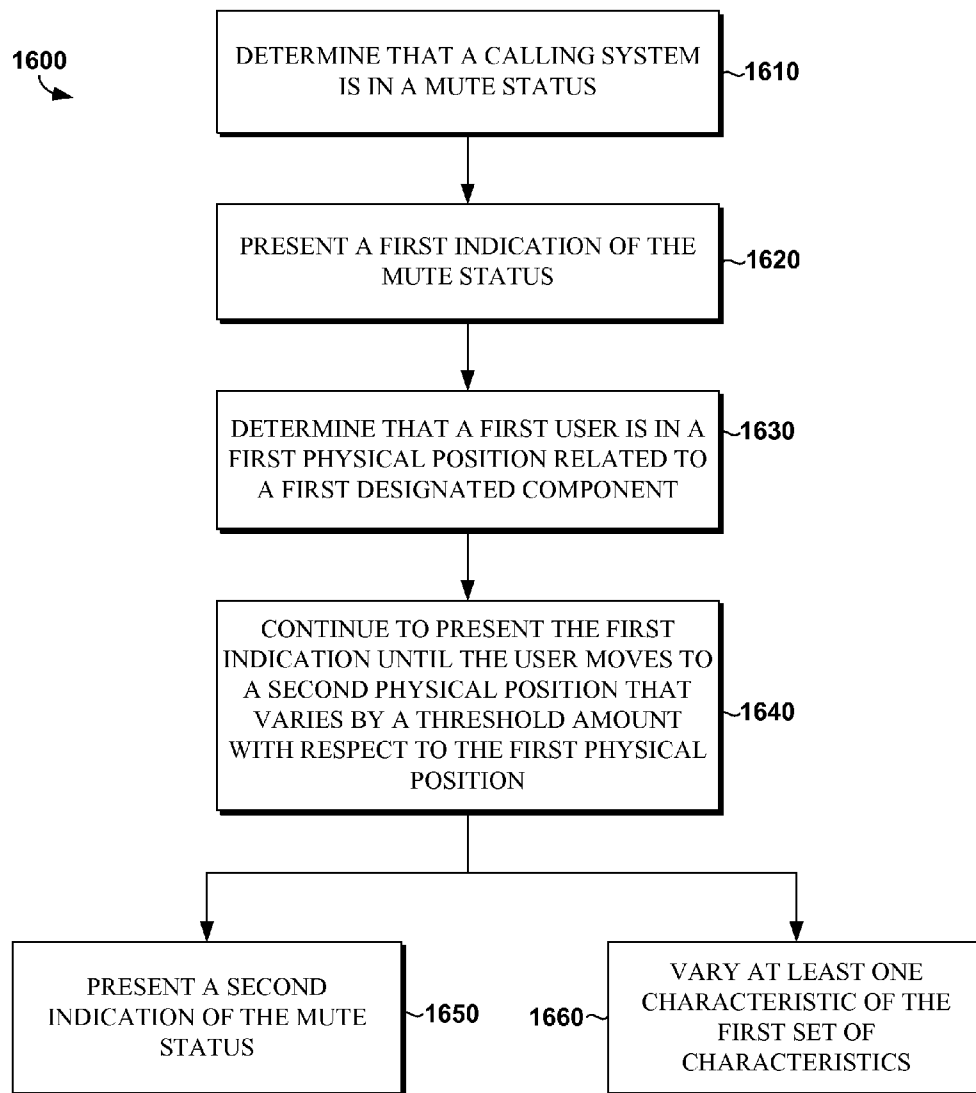 1600
DETERMINE THAT A CALLING SYSTEM
IS IN A MUTE STATUS
1610
PRESENT A FIRST INDICATION OF THE
MUTE STATUS
1620
DETERMINE THAT A FIRST USER IS IN A
FIRST PHYSICAL POSITION RELATED TO
A FIRST DESIGNATED COMPONENT
1630
CONTINUE TO PRESENT THE FIRST
INDICATION UNTIL THE USER MOVES TO
A SECOND PHYSICAL POSITION THAT
VARIES BY A THRESHOLD AMOUNT
WITH RESPECT TO THE FIRST PHYSICAL
POSITION
1640
PRESENT A SECOND
INDICATION OF THE MUTE
STATUS
1650
1660
VARY AT LEAST ONE
CHARACTERISTIC OF THE
FIRST SET OF
CHARACTERISTICS